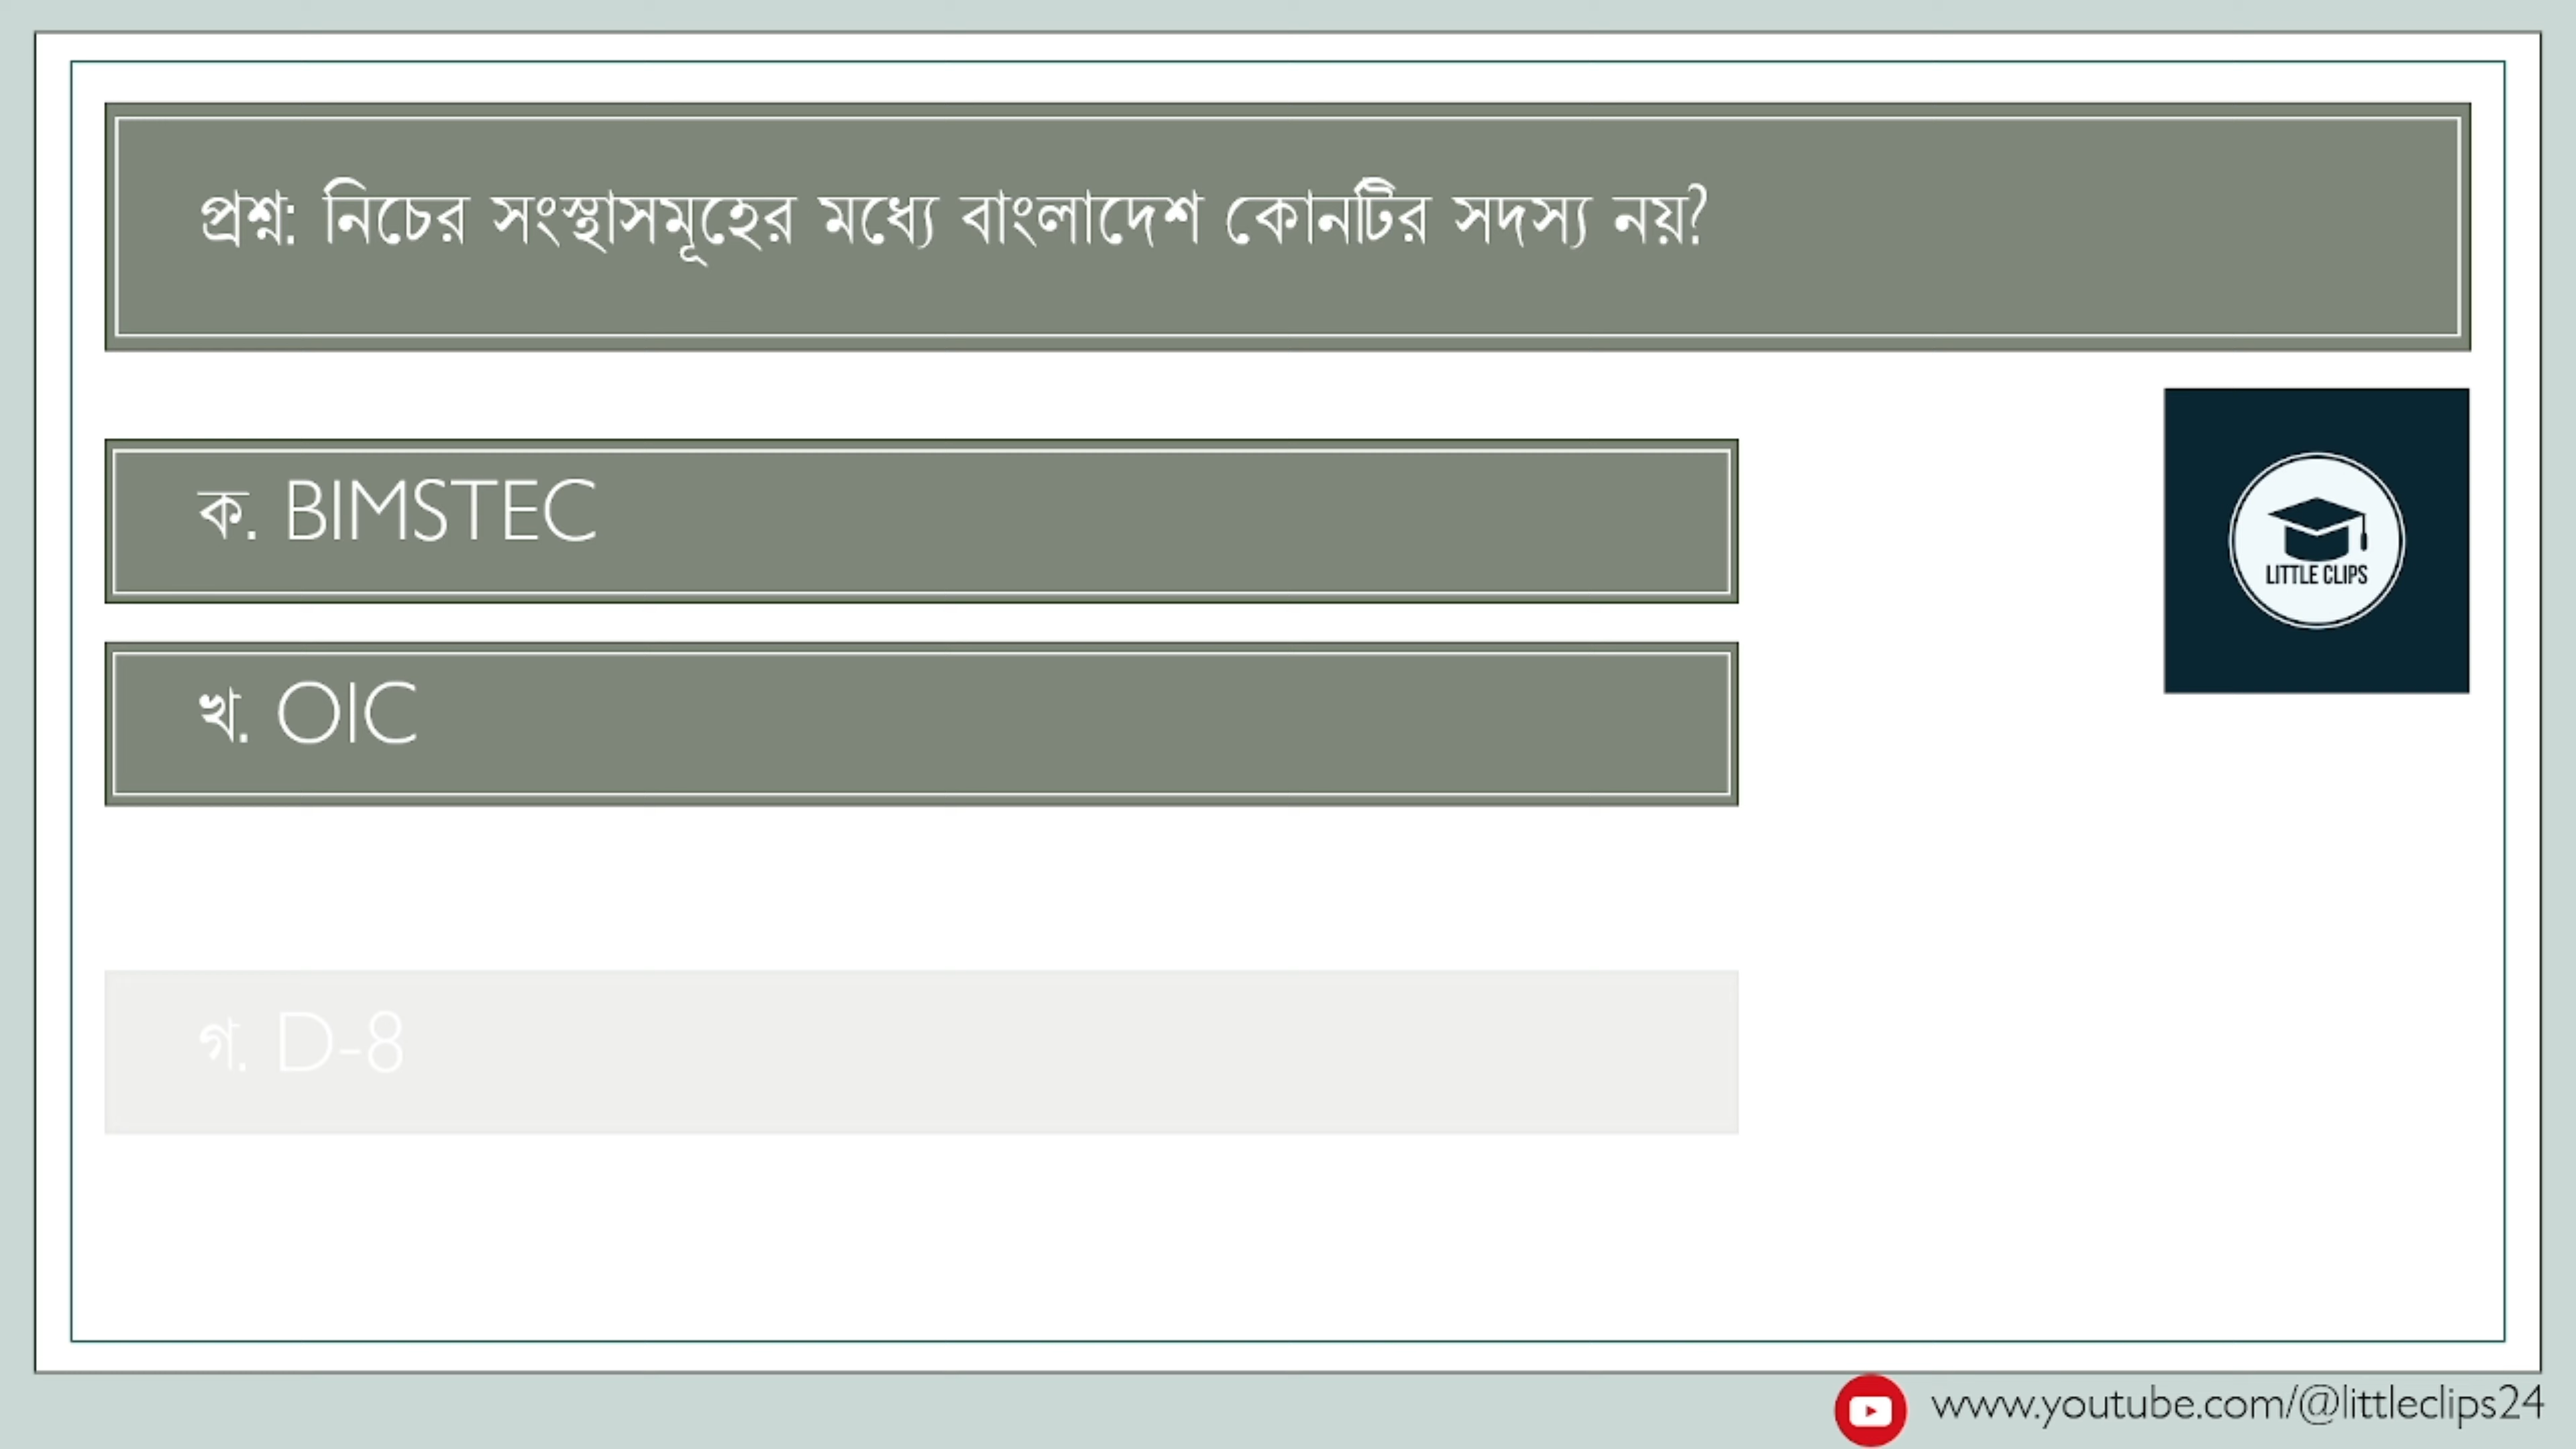 প্রশ্ন: নিচের সংস্থাসমূহের মধ্যে বাংলাদেশ কোনটির সদস্য নয়?
ক. BIMSTEC
LITTLE CLIPS
খ. OIC
গ. D-8
www.youtube.com/@littleclips24